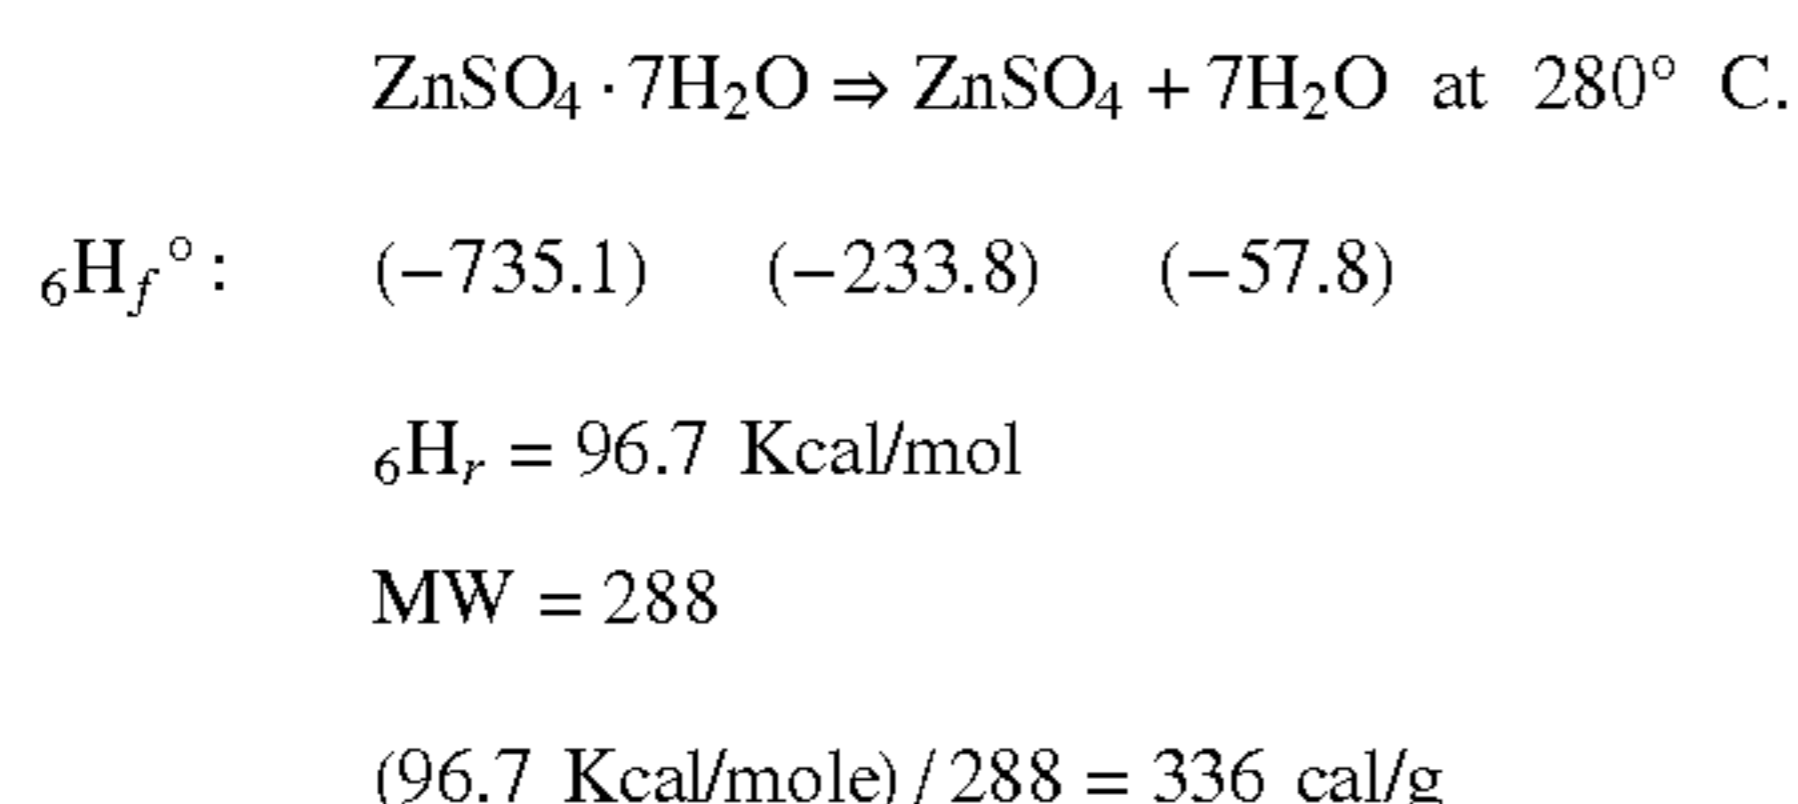 ZnSO₄ · 7H₂O ⇒ ZnSO₄ + 7H₂O at 280° C.
₆H_f°: (−735.1) (−233.8) (−57.8)
₆Hᵣ = 96.7 Kcal/mol
MW = 288
(96.7 Kcal/mole) / 288 = 336 cal/g